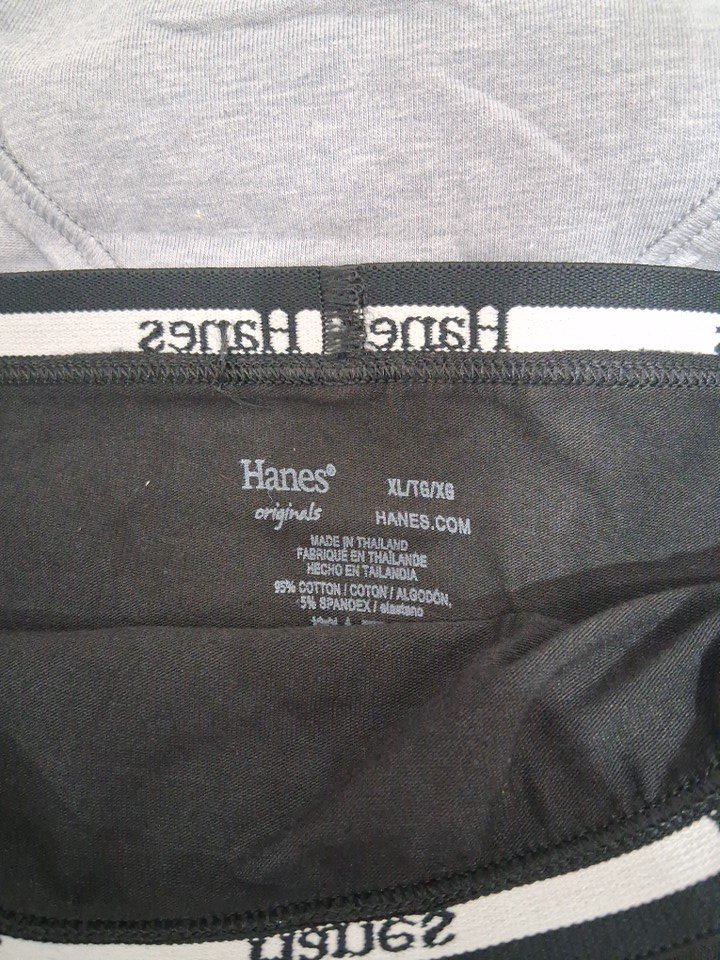 Hanes Hanes
Hanes®
originals
XL/TG/XG
HANES.COM
MADE IN THAILAND
FABRIQUÉ EN THAÏLANDE
HECHO EN TAILANDIA
95% COTTON / COTON / ALGODÓN,
5% SPANDEX / elastano
Hanes